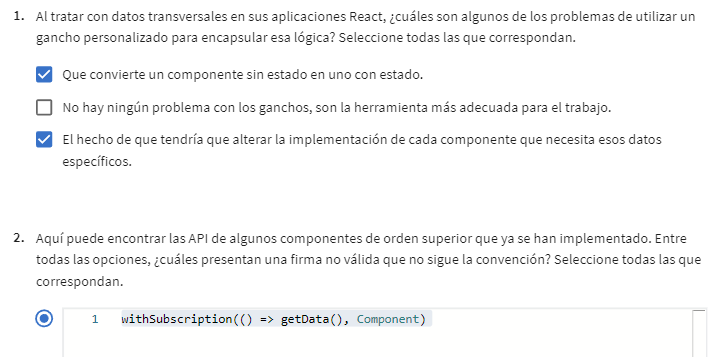 1. Al tratar con datos transversales en sus aplicaciones React, ¿cuáles son algunos de los problemas de utilizar un
gancho personalizado para encapsular esa lógica? Seleccione todas las que correspondan.
Que convierte un componente sin estado en uno con estado.
No hay ningún problema con los ganchos, son la herramienta más adecuada para el trabajo.
El hecho de que tendría que alterar la implementación de cada componente que necesita esos datos
específicos.
2. Aquí puede encontrar las API de algunos componentes de orden superior que ya se han implementado. Entre
todas las opciones, ¿cuáles presentan una firma no válida que no sigue la convención? Seleccione todas las que
correspondan.
1 withSubscription(() => getData(), Component)